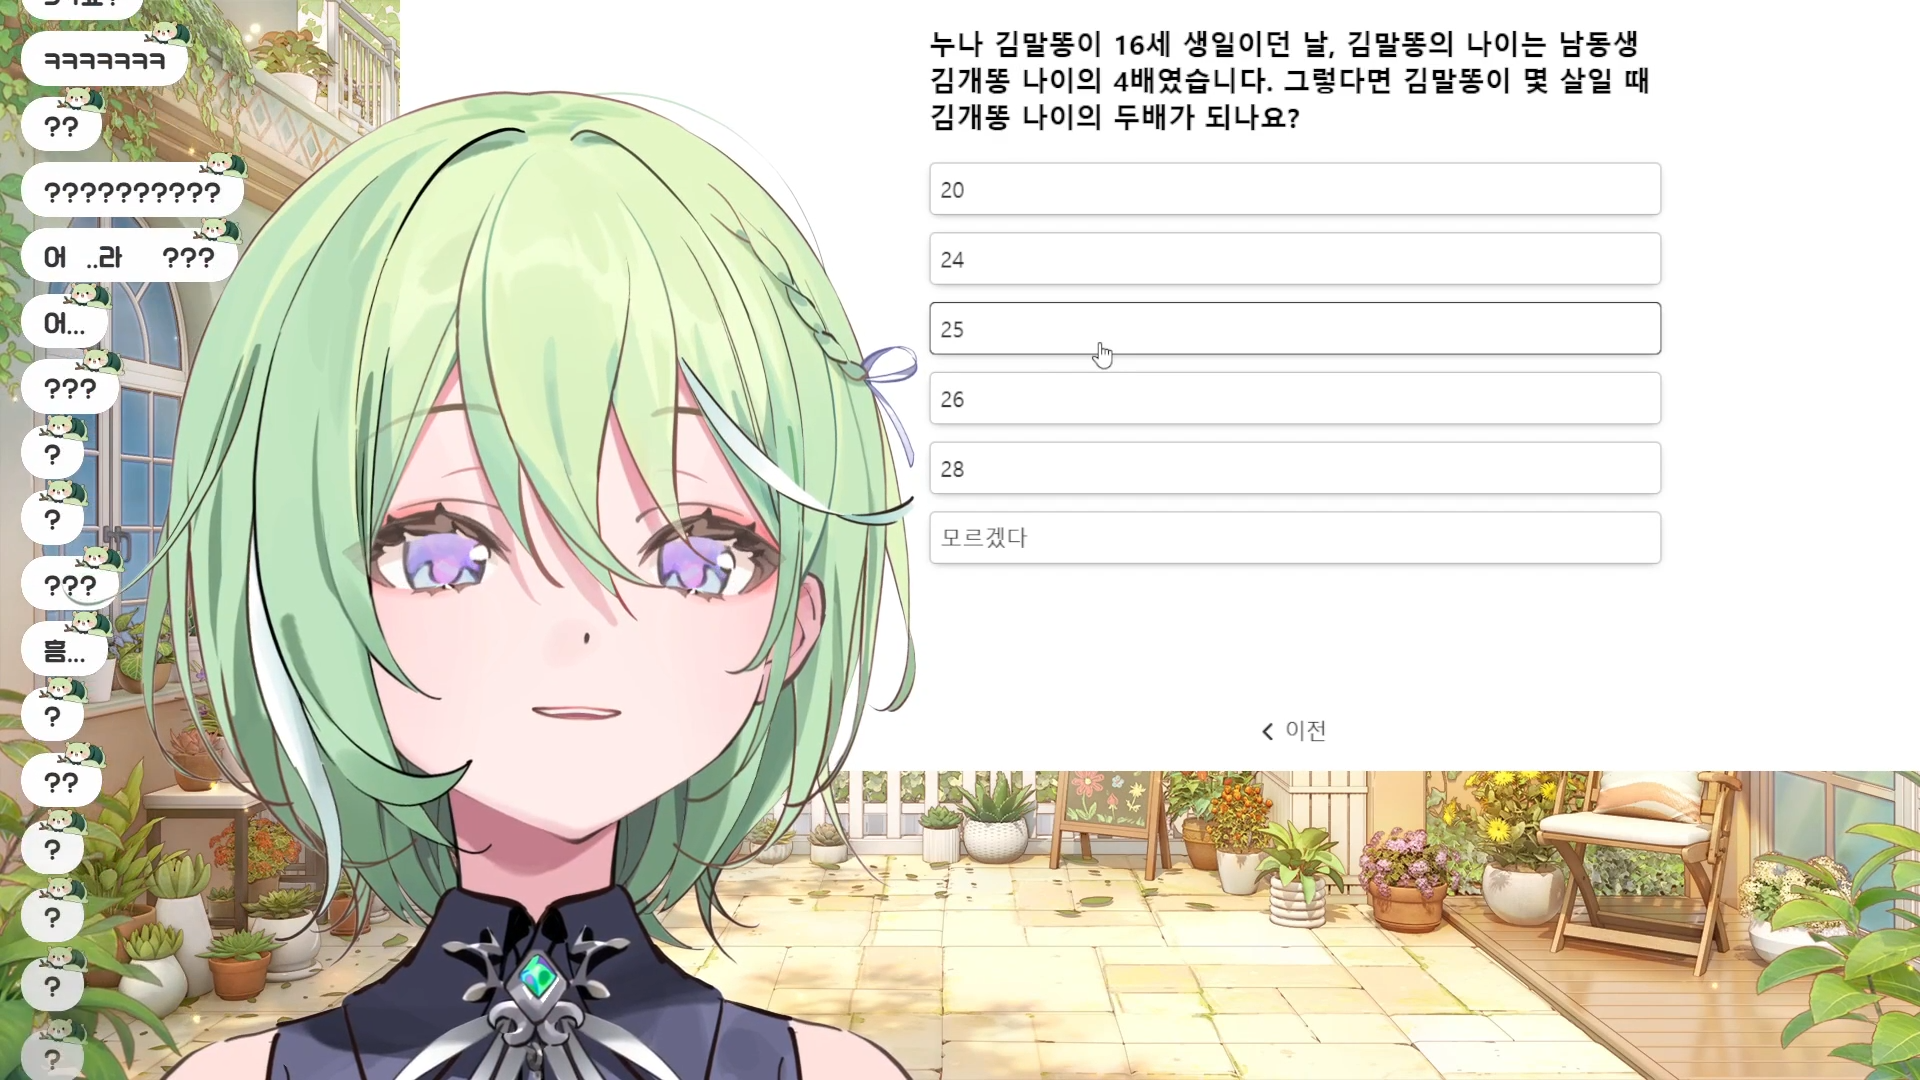 ㅋㅋㅋㅋㅋㅋㅋ
??
??????????
어 ..라 ???
어...
???
?
?
???
흠...
?
??
?
?
?
?
누나 김말똥이 16세 생일이던 날, 김말똥의 나이는 남동생
김개똥 나이의 4배였습니다. 그렇다면 김말똥이 몇 살일 때
김개똥 나이의 두배가 되나요?
20
24
25
26
28
모르겠다
이전